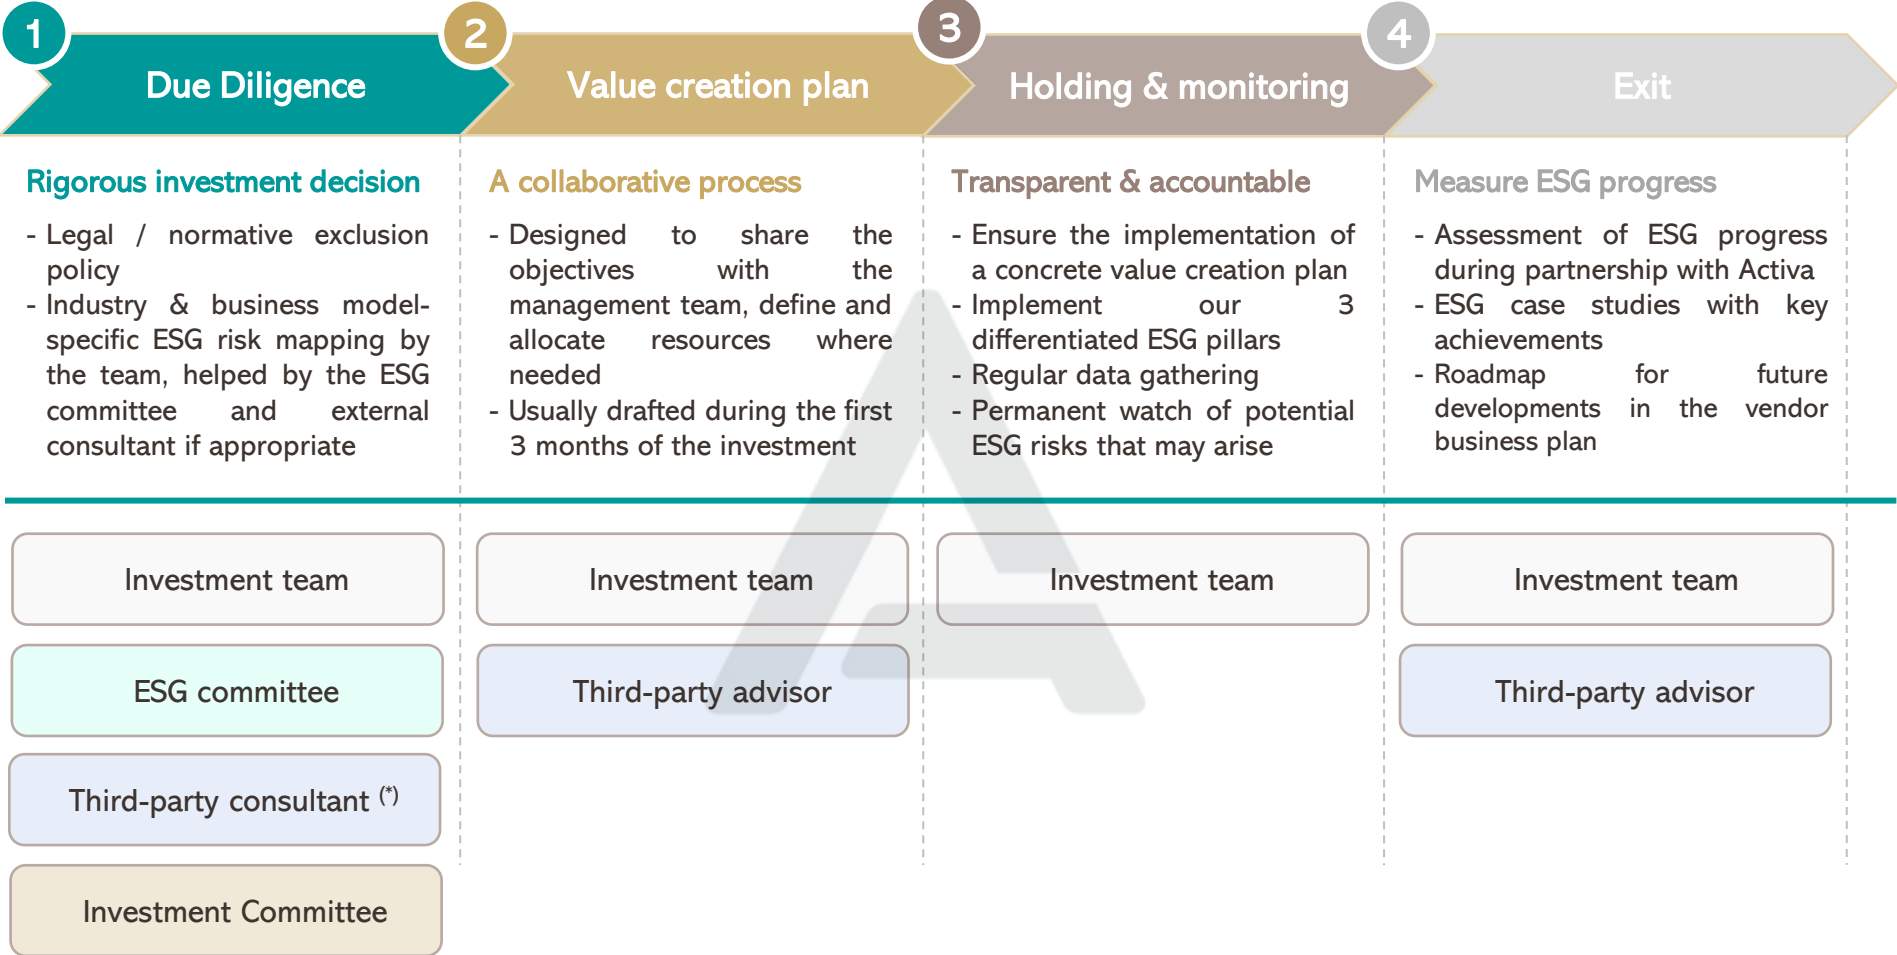 1
Due Diligence
2
Value creation plan
3
Holding & monitoring
4
Exit
Rigorous investment decision
- Legal / normative exclusion
policy
- Industry & business model-
specific ESG risk mapping by
the team, helped by the ESG
committee and external
consultant if appropriate
A collaborative process
- Designed to share the
objectives with the
management team, define and
allocate resources where
needed
- Usually drafted during the first
3 months of the investment
Transparent & accountable
- Ensure the implementation of
a concrete value creation plan
- Implement our 3
differentiated ESG pillars
- Regular data gathering
- Permanent watch of potential
ESG risks that may arise
Measure ESG progress
- Assessment of ESG progress
during partnership with Activa
- ESG case studies with key
achievements
- Roadmap for future
developments in the vendor
business plan
Investment team
ESG committee
Third-party consultant (*)
Investment Committee
Investment team
Third-party advisor
Investment team
Investment team
Third-party advisor